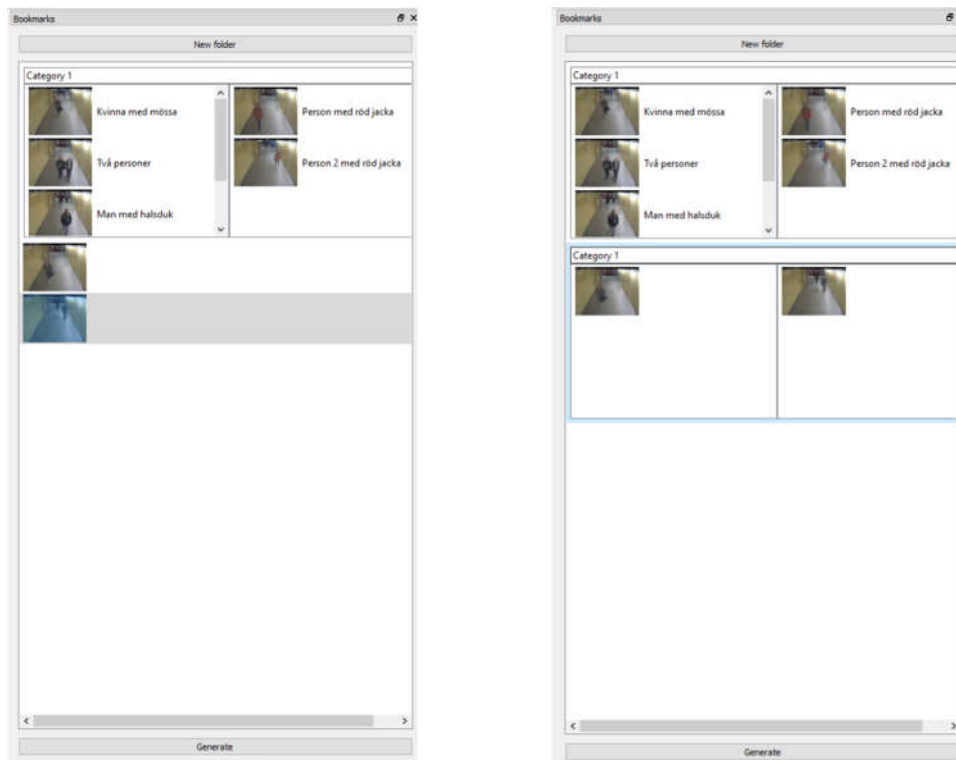 Bookmarks
New folder
Category 1
Kvinna med mössa
Person med röd jacka
Två personer
Person 2 med röd jacka
Man med halsduk
Generate
Bookmarks
New folder
Category 1
Kvinna med mössa
Person med röd jacka
Två personer
Person 2 med röd jacka
Man med halsduk
Category 1
Generate